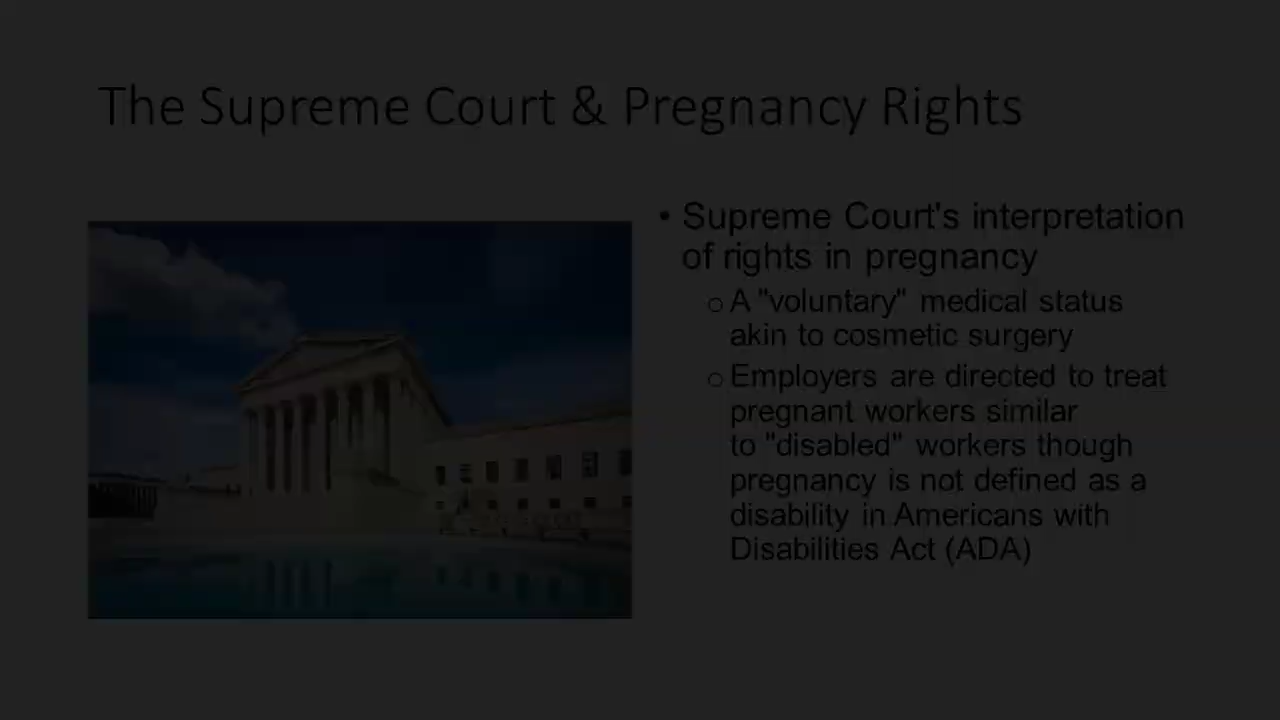 The Supreme Court & Pregnancy Rights
• Supreme Court's interpretation
of rights in pregnancy
o A "voluntary" medical status
akin to cosmetic surgery
o Employers are directed to treat
pregnant workers similar
to "disabled" workers though
pregnancy is not defined as a
disability in Americans with
Disabilities Act (ADA)